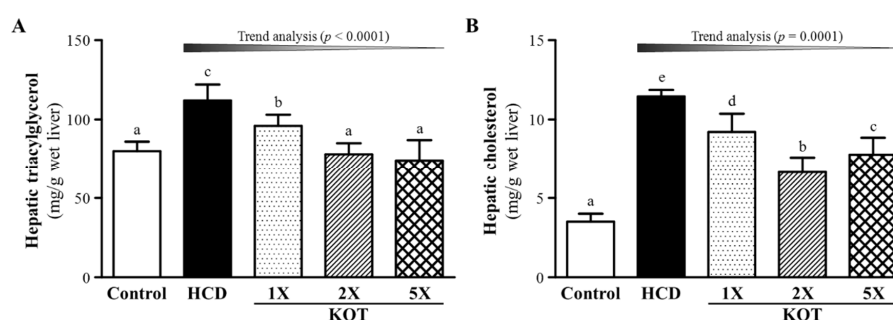 A
Trend analysis (p < 0.0001)
Hepatic triacylglycerol
(mg/g wet liver)
150
100
50
0
a
c
b
a
a
Control
HCD
1X
2X
5X
KOT
B
Trend analysis (p = 0.0001)
Hepatic cholesterol
(mg/g wet liver)
15
10
5
0
a
e
d
b
c
Control
HCD
1X
2X
5X
KOT